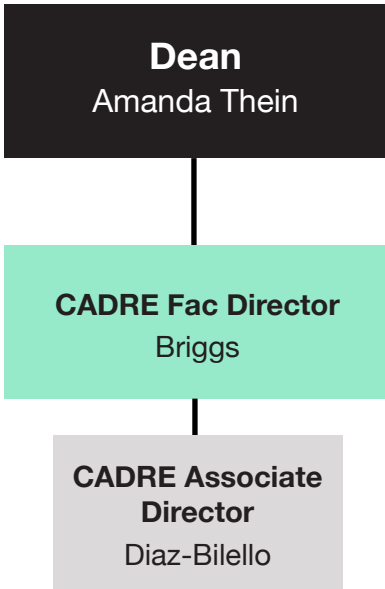 Dean
Amanda Thein
CADRE Fac Director
Briggs
CADRE Associate
Director
Diaz-Bilello